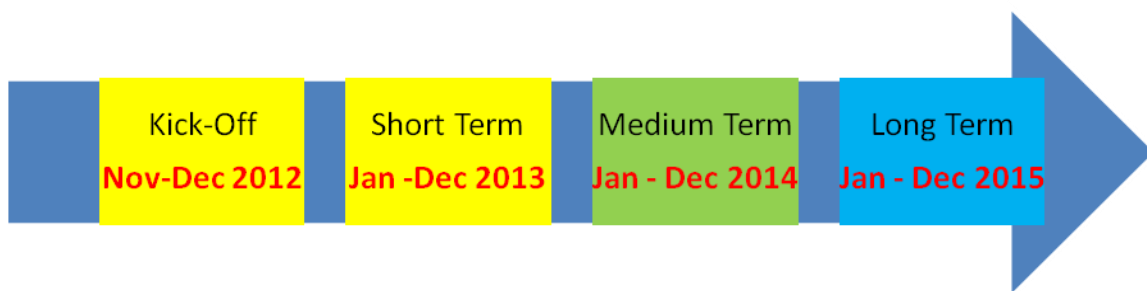 Kick-Off
Nov-Dec 2012
Short Term
Jan -Dec 2013
Medium Term
Jan - Dec 2014
Long Term
Jan - Dec 2015